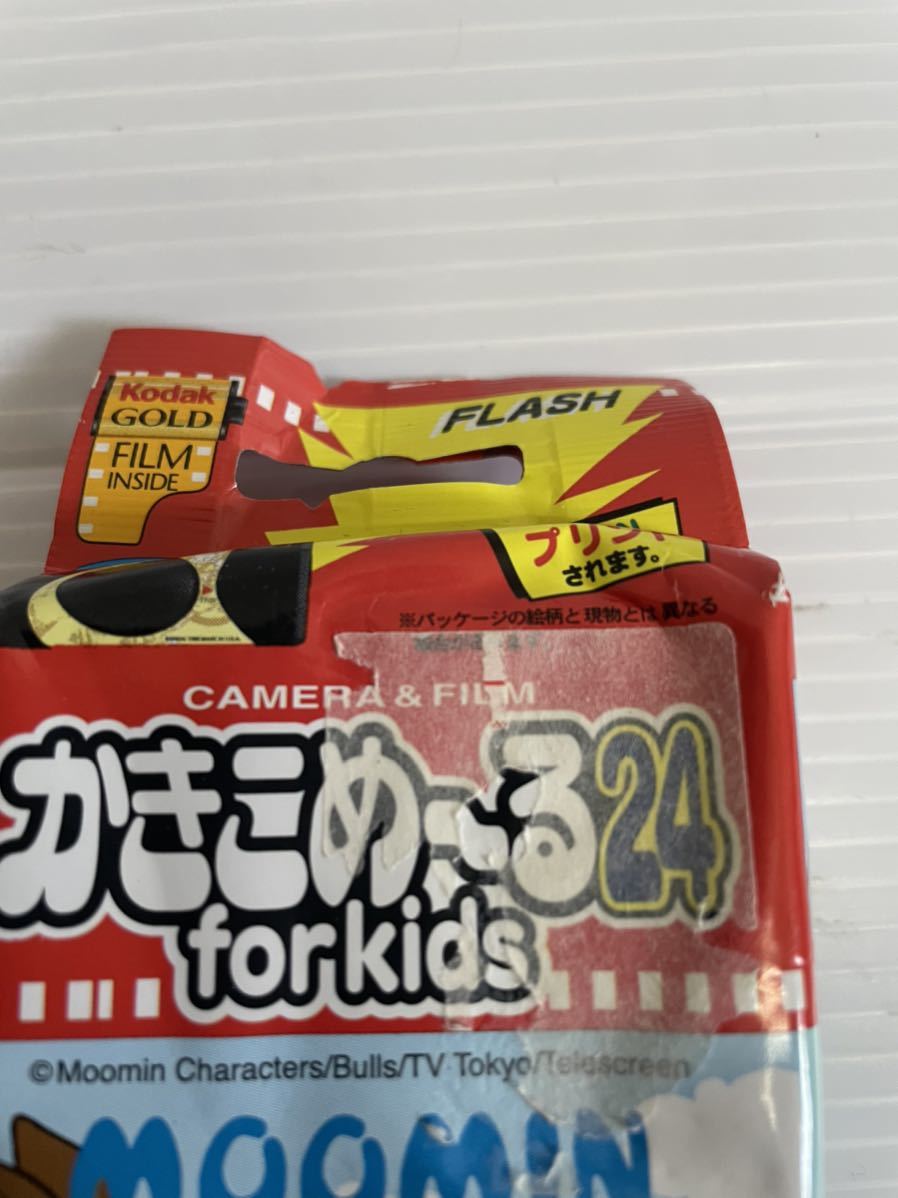 Kodak
GOLD
FILM
INSIDE
FLASH
プリント
されます。
※パッケージの絵柄と現物とは異なる
CAMERA & FILM
かきこめーる24
for kids
©Moomin Characters/Bulls/TV Tokyo/Telescreen
MOOMIN